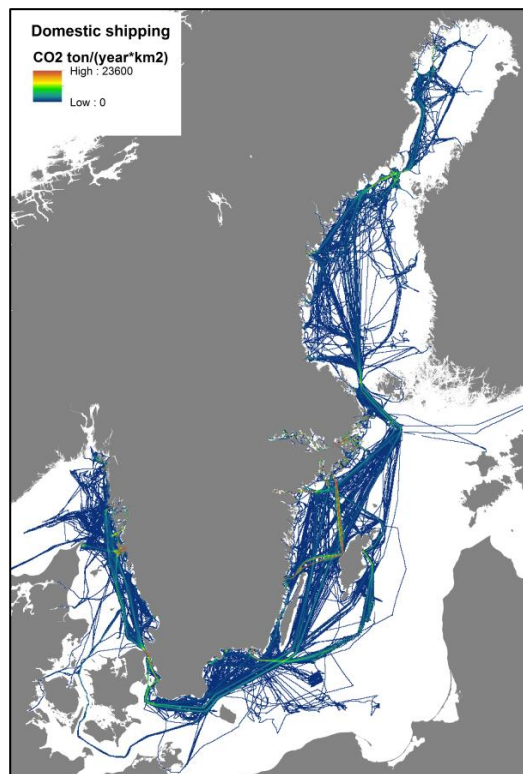 Domestic shipping
CO2 ton/(year*km2)
High : 23600
Low : 0